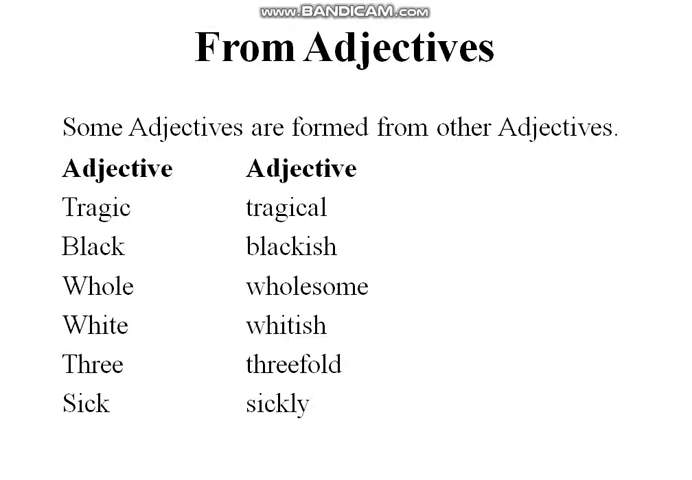 www.BANDICAM.com
From Adjectives
Some Adjectives are formed from other Adjectives.
Adjective Adjective
Tragic tragical
Black blackish
Whole wholesome
White whitish
Three threefold
Sick sickly